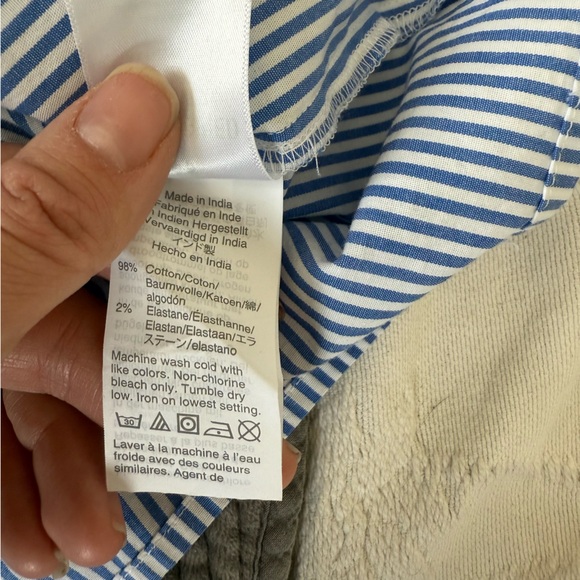 Made in India
Fabriqué en Inde
In Indien Hergestellt
Vervaardigd in India
インド製
Hecho en India
98% Cotton/Coton/
Baumwolle/Katoen/綿/
algodón
2% Elastane/Élasthanne/
Elastan/Elastaan/エラ
ステーン/elastano
Machine wash cold with
like colors. Non-chlorine
bleach only. Tumble dry
low. Iron on lowest setting.
30
Laver à la machine à l'eau
froide avec des couleurs
similaires. Agent de